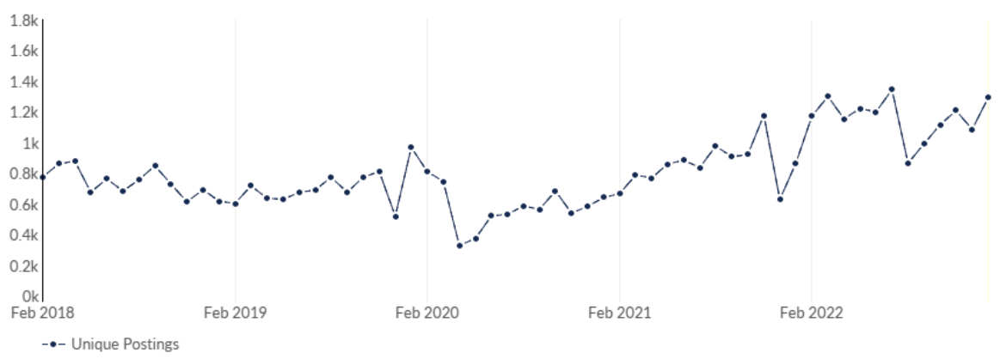 1.8k
1.6k
1.4k
1.2k
1k
0.8k
0.6k
0.4k
0.2k
0k
Feb 2018 Feb 2019 Feb 2020 Feb 2021 Feb 2022
Unique Postings